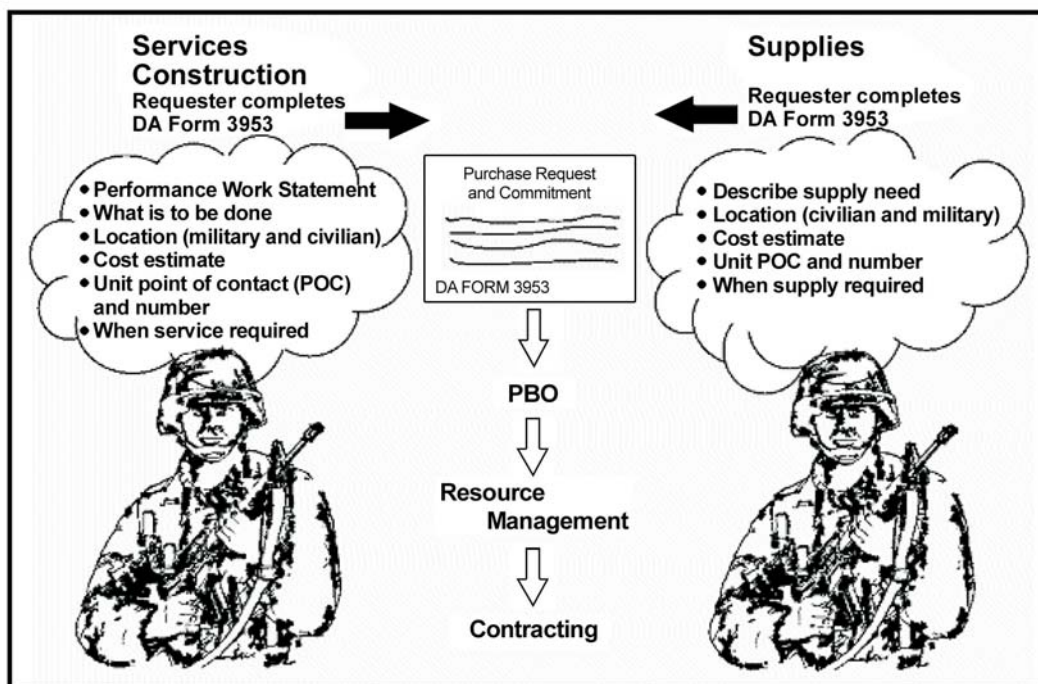 Services
Construction
Requester completes
DA Form 3953
• Performance Work Statement
• What is to be done
• Location (military and civilian)
• Cost estimate
• Unit point of contact (POC)
and number
• When service required
Purchase Request
and Commitment
DA FORM 3953
PBO
Resource
Management
Contracting
Supplies
Requester completes
DA Form 3953
• Describe supply need
• Location (civilian and military)
• Cost estimate
• Unit POC and number
• When supply required